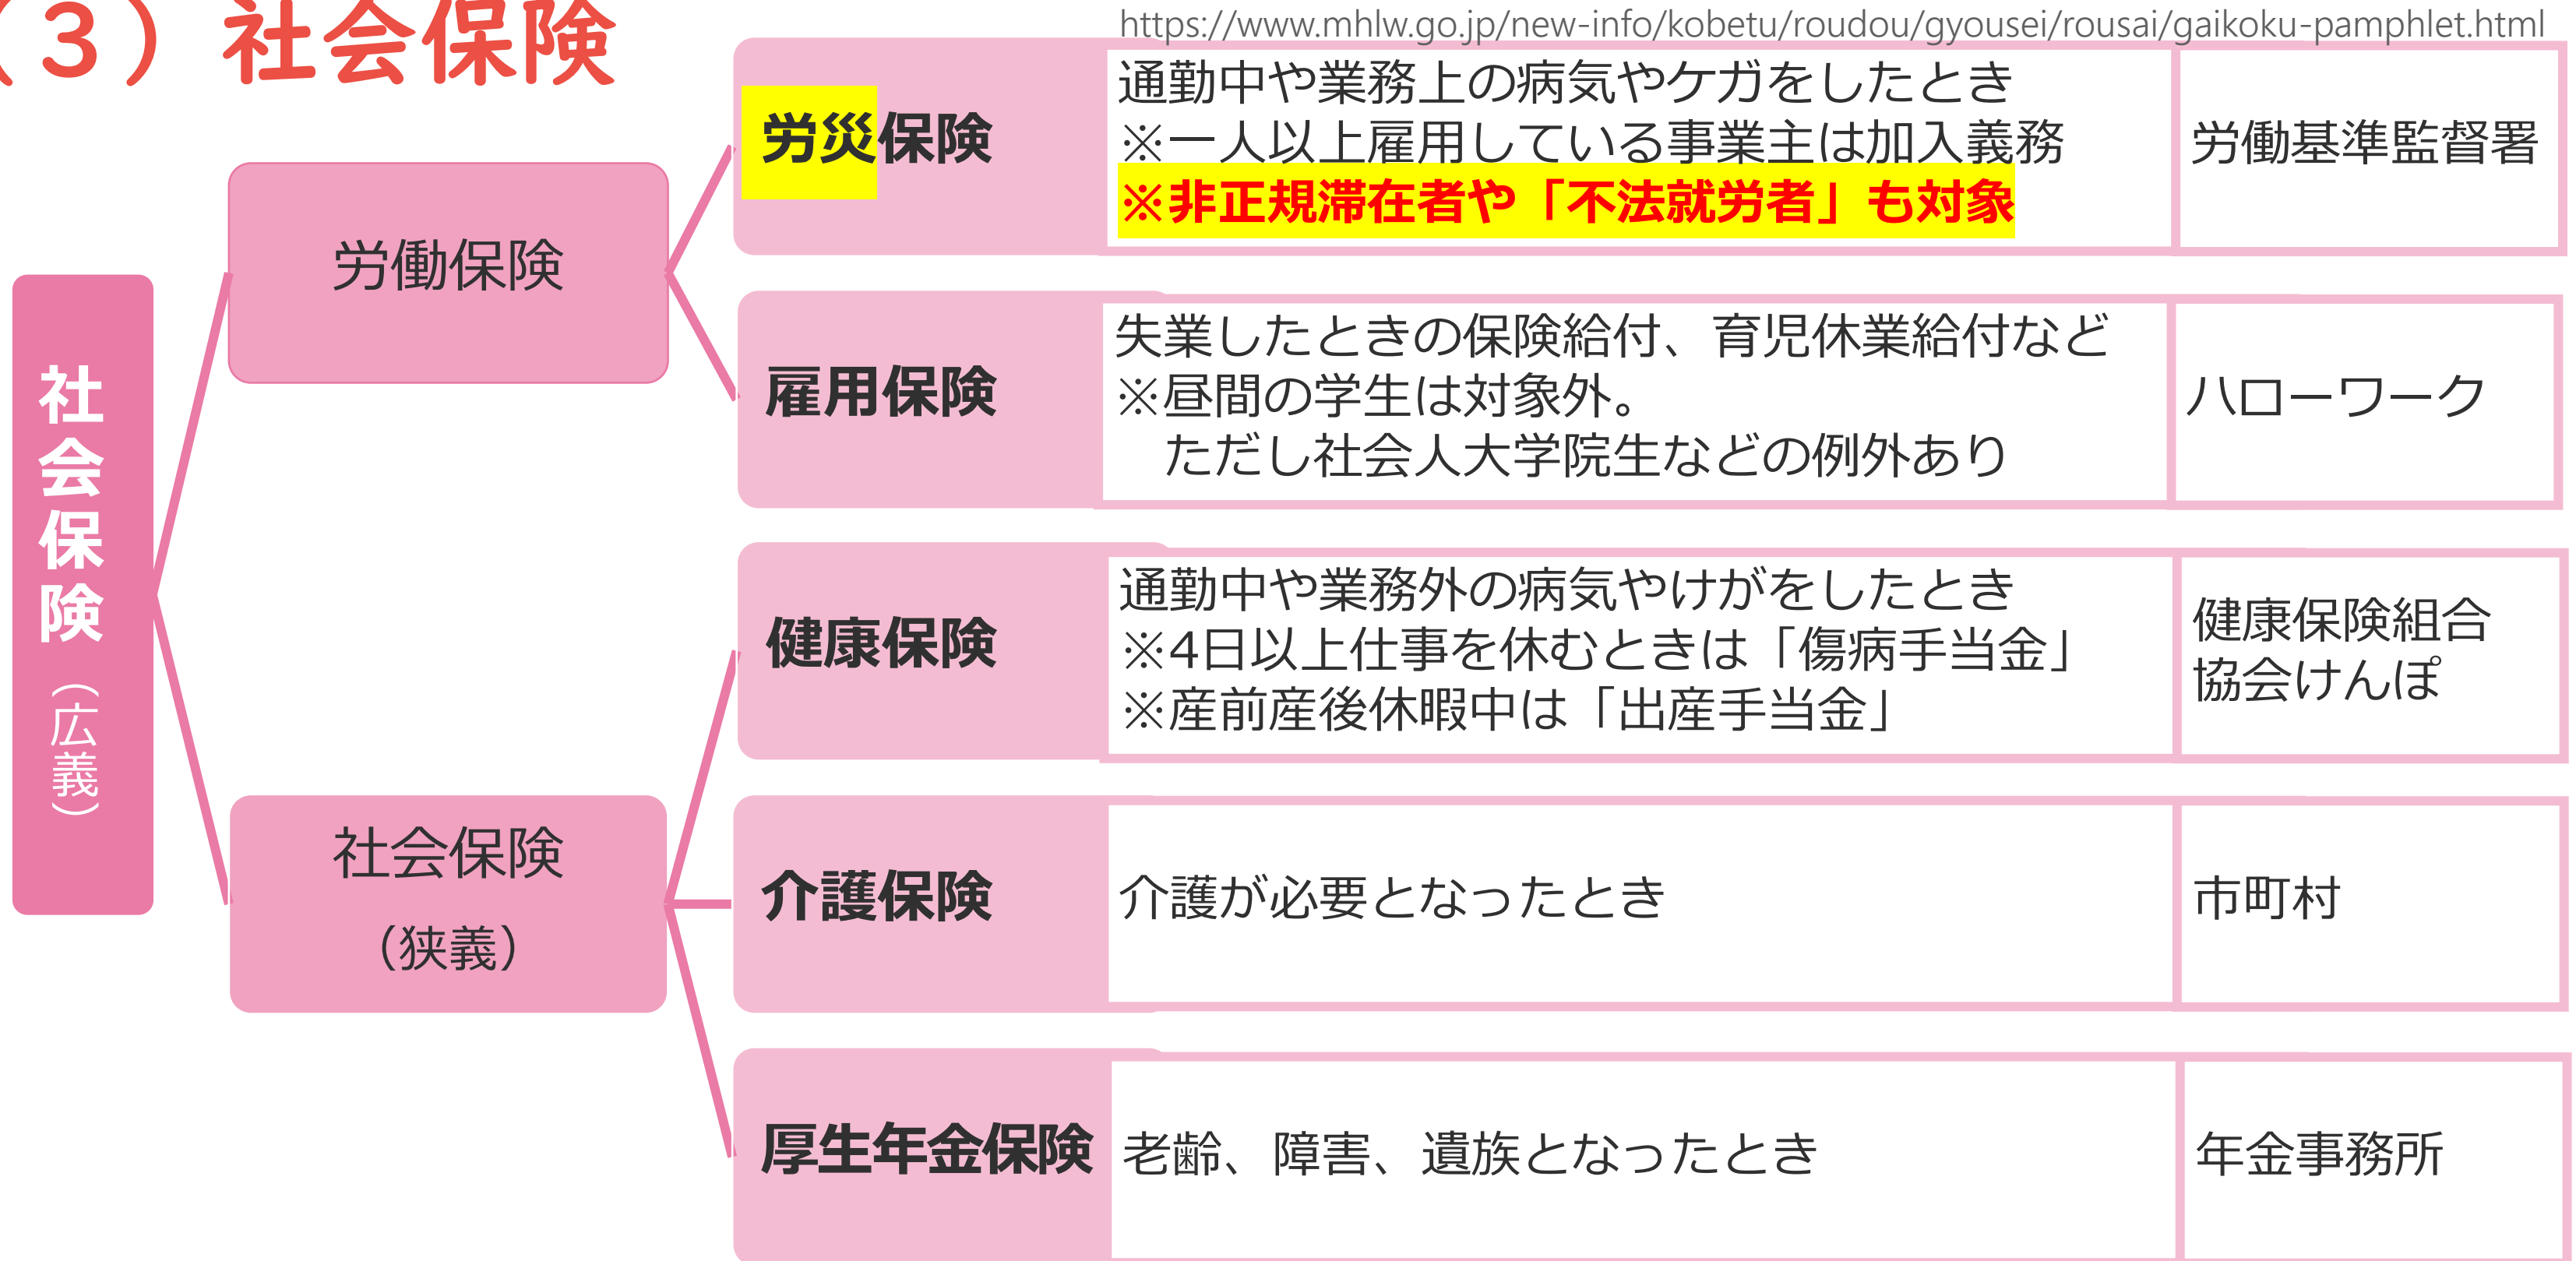 （３）社会保険
https://www.mhlw.go.jp/new-info/kobetu/roudou/gyousei/rousai/gaikoku-pamphlet.html
社会保険（広義）
労働保険
労災保険
通勤中や業務上の病気やケガをしたとき
※一人以上雇用している事業主は加入義務
※非正規滞在者や「不法就労者」も対象
労働基準監督署
雇用保険
失業したときの保険給付、育児休業給付など
※昼間の学生は対象外。
ただし社会人大学院生などの例外あり
ハローワーク
社会保険
（狭義）
健康保険
通勤中や業務外の病気やけがをしたとき
※4日以上仕事を休むときは「傷病手当金」
※産前産後休暇中は「出産手当金」
健康保険組合
協会けんぽ
介護保険
介護が必要となったとき
市町村
厚生年金保険
老齢、障害、遺族となったとき
年金事務所